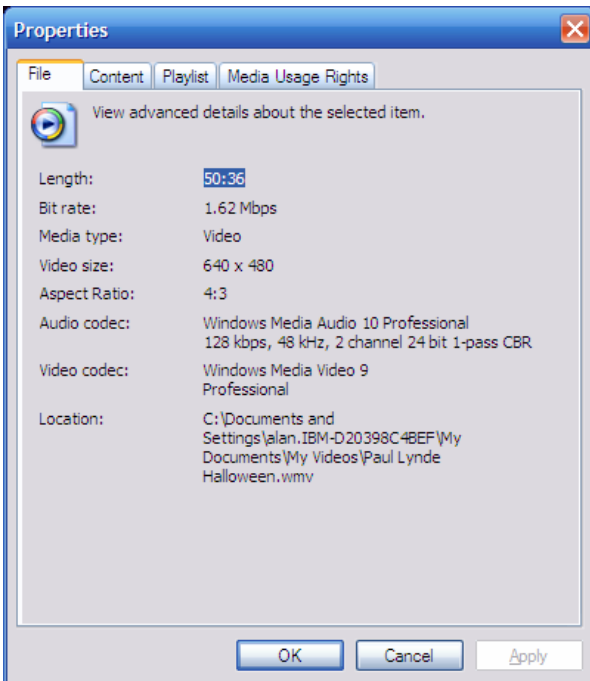 Properties
File Content Playlist Media Usage Rights
View advanced details about the selected item.
Length: 50:36
Bit rate: 1.62 Mbps
Media type: Video
Video size: 640 x 480
Aspect Ratio: 4:3
Audio codec: Windows Media Audio 10 Professional
128 kbps, 48 kHz, 2 channel 24 bit 1-pass CBR
Video codec: Windows Media Video 9
Professional
Location: C:\Documents and
Settings\alan.IBM-D20398C4BEF\My
Documents\My Videos\Paul Lynde
Halloween.wmv
OK Cancel Apply